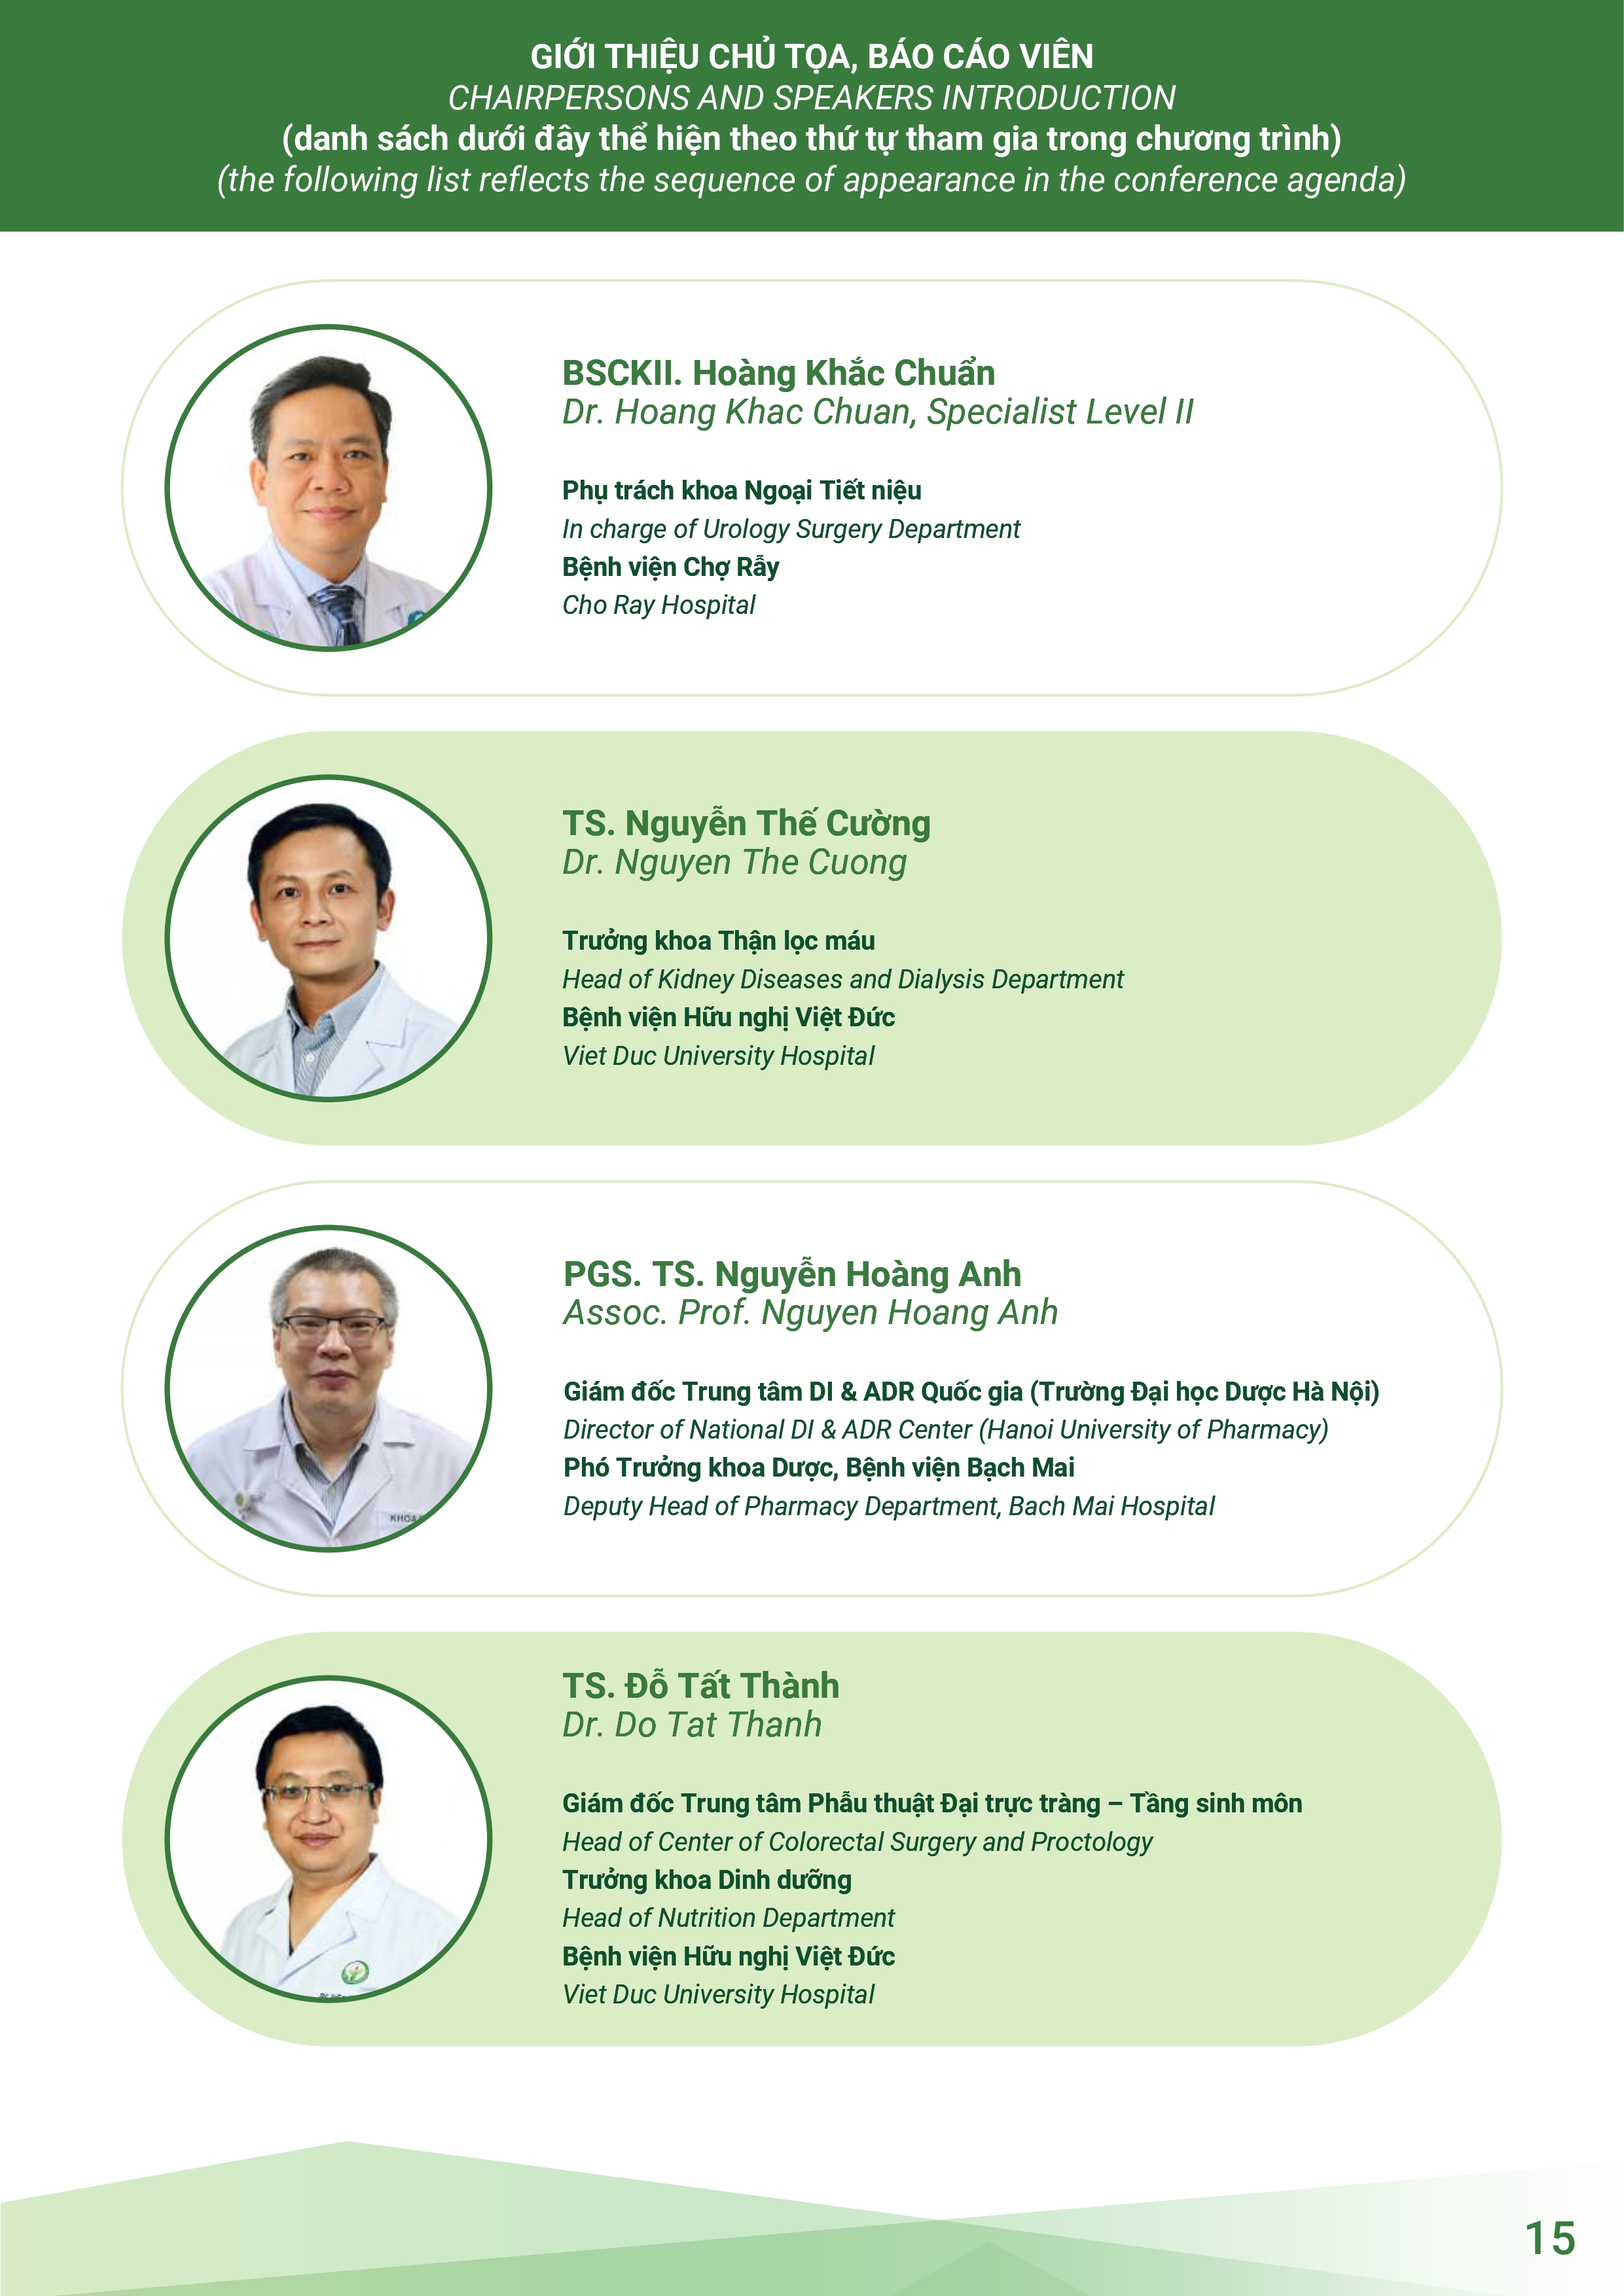 GIỚI THIỆU CHỦ TỌA, BÁO CÁO VIÊN
CHAIRPERSONS AND SPEAKERS INTRODUCTION
(danh sách dưới đây thể hiện theo thứ tự tham gia trong chương trình)
(the following list reflects the sequence of appearance in the conference agenda)
BSCKII. Hoàng Khắc Chuẩn
Dr. Hoang Khac Chuan, Specialist Level II
Phụ trách khoa Ngoại Tiết niệu
In charge of Urology Surgery Department
Bệnh viện Chợ Rẫy
Cho Ray Hospital
TS. Nguyễn Thế Cường
Dr. Nguyen The Cuong
Trưởng khoa Thận lọc máu
Head of Kidney Diseases and Dialysis Department
Bệnh viện Hữu nghị Việt Đức
Viet Duc University Hospital
PGS. TS. Nguyễn Hoàng Anh
Assoc. Prof. Nguyen Hoang Anh
Giám đốc Trung tâm DI & ADR Quốc gia (Trường Đại học Dược Hà Nội)
Director of National DI & ADR Center (Hanoi University of Pharmacy)
Phó Trưởng khoa Dược, Bệnh viện Bạch Mai
Deputy Head of Pharmacy Department, Bach Mai Hospital
KHOA
TS. Đỗ Tất Thành
Dr. Do Tat Thanh
Giám đốc Trung tâm Phẫu thuật Đại trực tràng – Tầng sinh môn
Head of Center of Colorectal Surgery and Proctology
Trưởng khoa Dinh dưỡng
Head of Nutrition Department
Bệnh viện Hữu nghị Việt Đức
Viet Duc University Hospital
15